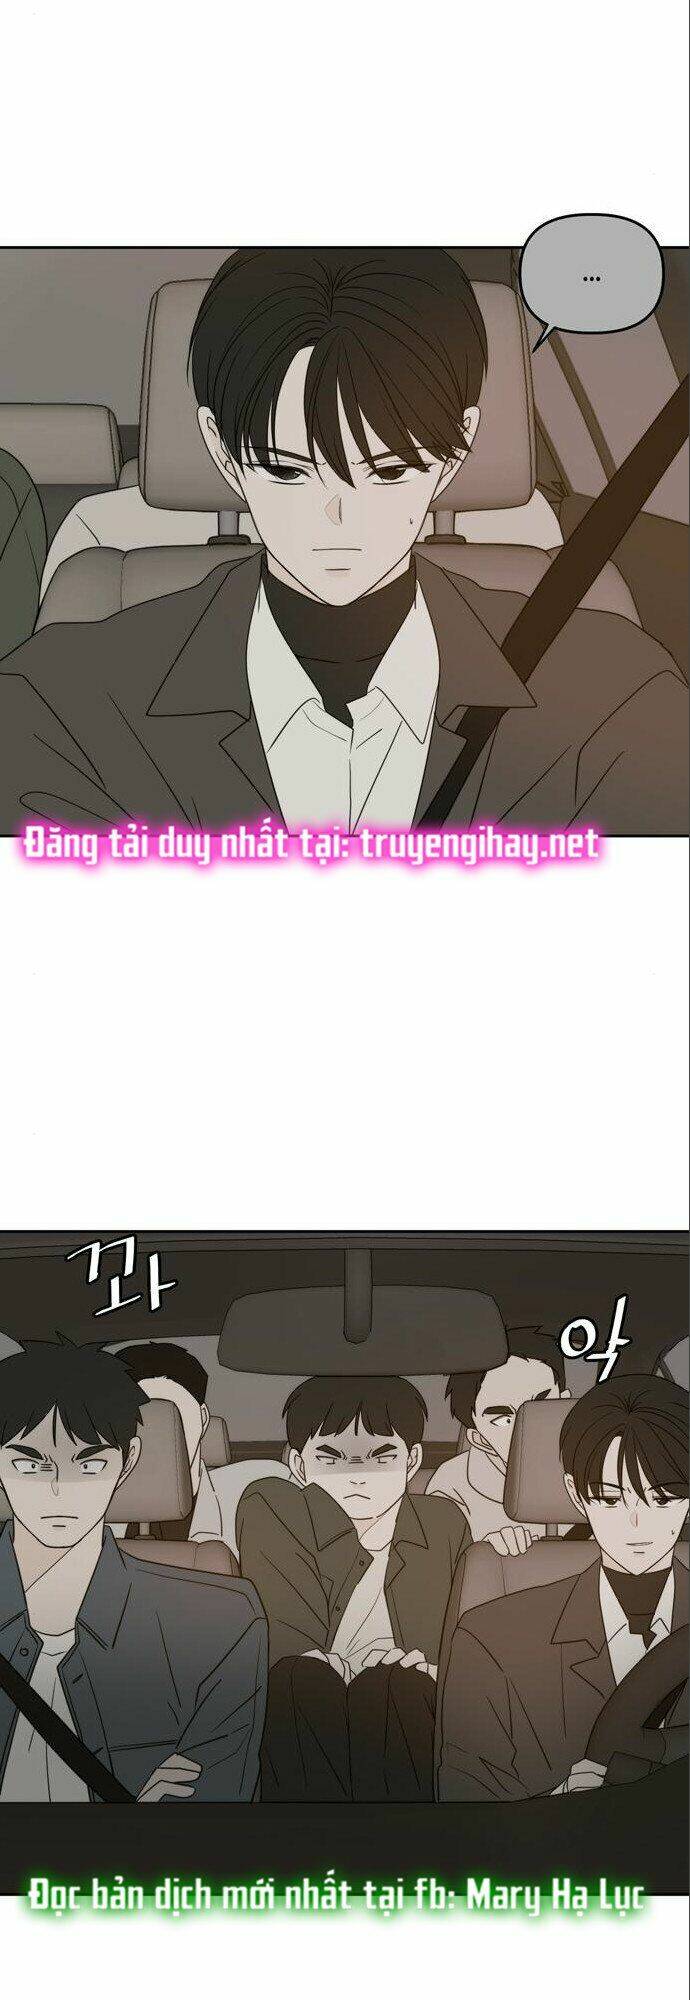 ...
Đăng tải duy nhất tại: truyengihay.net
꽈 악
Đọc bản dịch mới nhất tại fb: Mary Hạ Lục